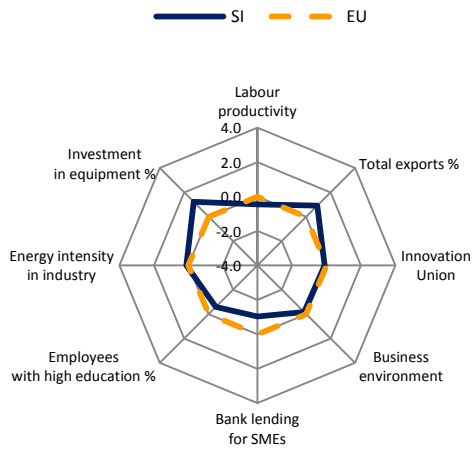 SI
EU
Labour
productivity
4.0
2.0
0.0
-2.0
-4.0
Total exports %
Innovation
Union
Business
environment
Bank lending
for SMEs
Employees
with high education %
Energy intensity
in industry
Investment
in equipment %